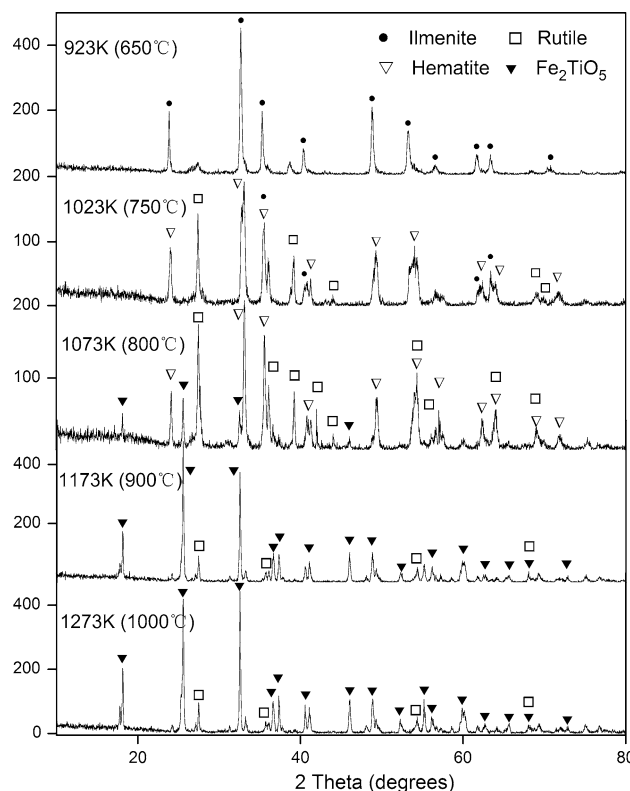 400
923K (650℃)
● Ilmenite □ Rutile
▽ Hematite ▼ Fe₂TiO₅
200
200
1023K (750℃)
100
200
1073K (800℃)
100
400
1173K (900℃)
200
400
1273K (1000℃)
200
0
20 40 60 80
2 Theta (degrees)